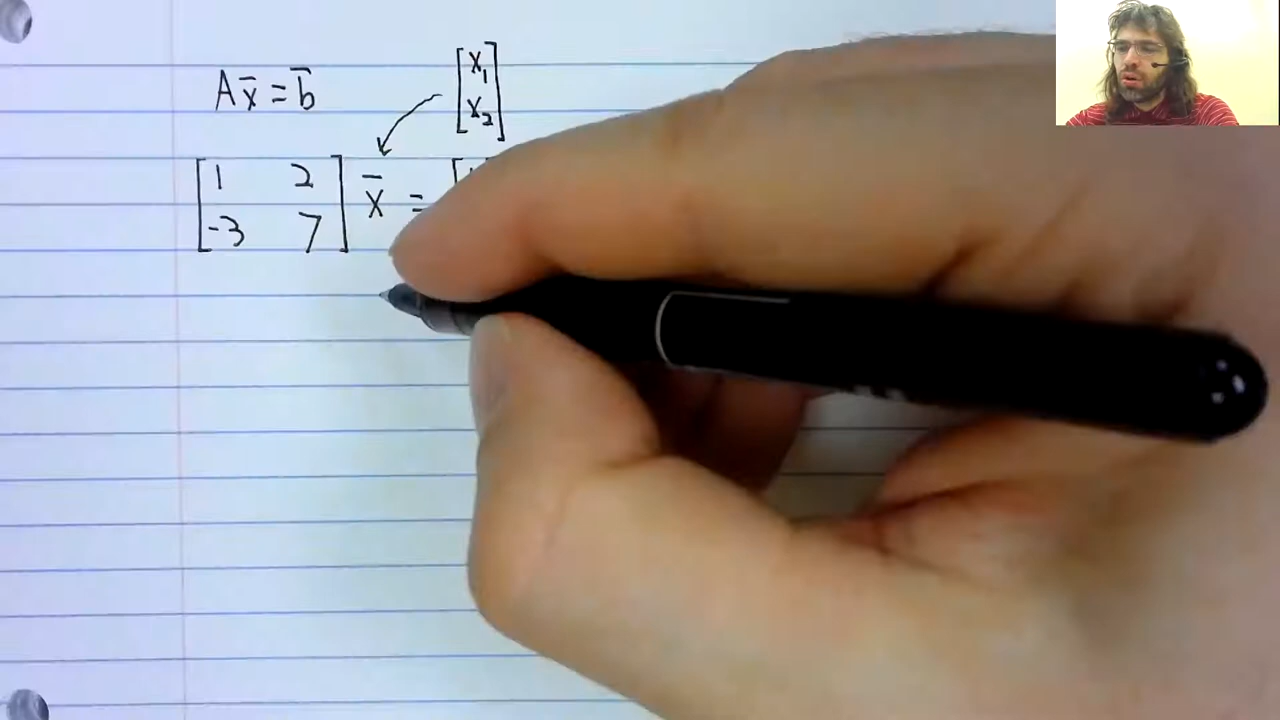 Ax̄ = b̄
[x₁
x₂]
[1 2
-3 7] x̄ =